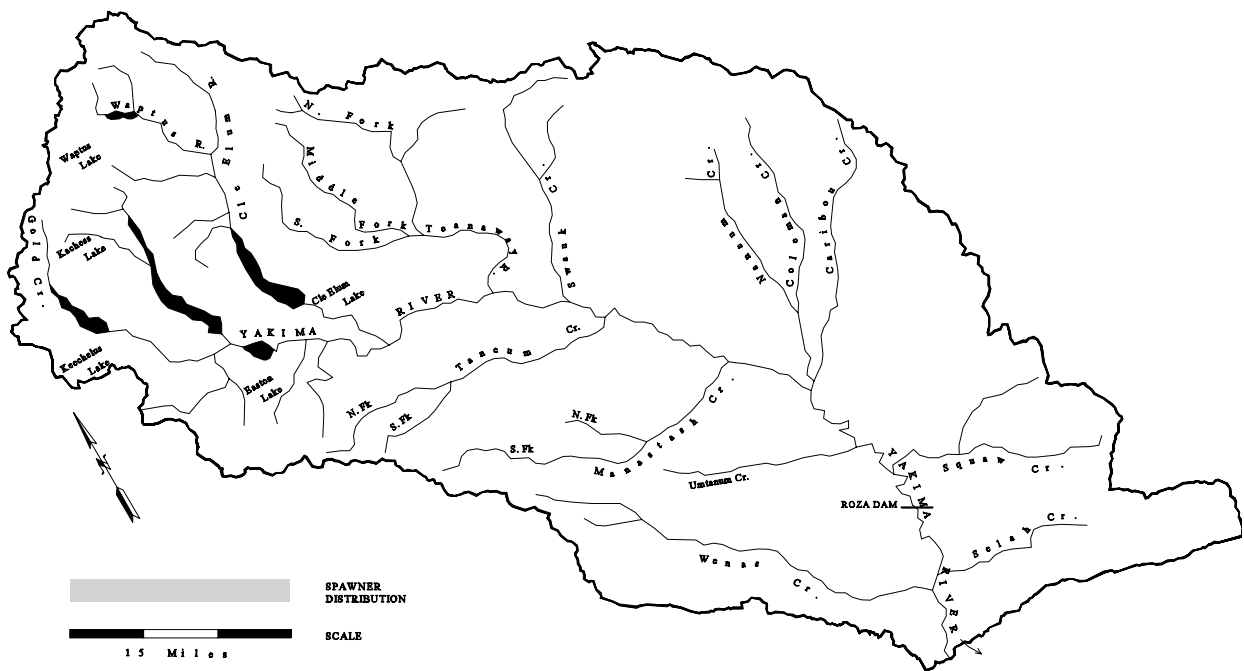 Cle Elum R.
Waptus R.
N. Fork
Middle Fork
S. Fork
Teanaway R.
Swauk Cr.
Nanum Cr.
Coleman Cr.
Caribou Cr.
Waptus
Lake
Gold Cr.
Kachess
Lake
Cle Elum
Lake
YAKIMA RIVER
Keechelus
Lake
Easton
Lake
Taneum Cr.
N. Fk
S. Fk
N. Fk
S. Fk
Manastash Cr.
Umtanum Cr.
YAKIMA RIVER
Squaw Cr.
ROZA DAM
Selah Cr.
Wenas Cr.
N
SPAWNER
DISTRIBUTION
SCALE
15 Miles